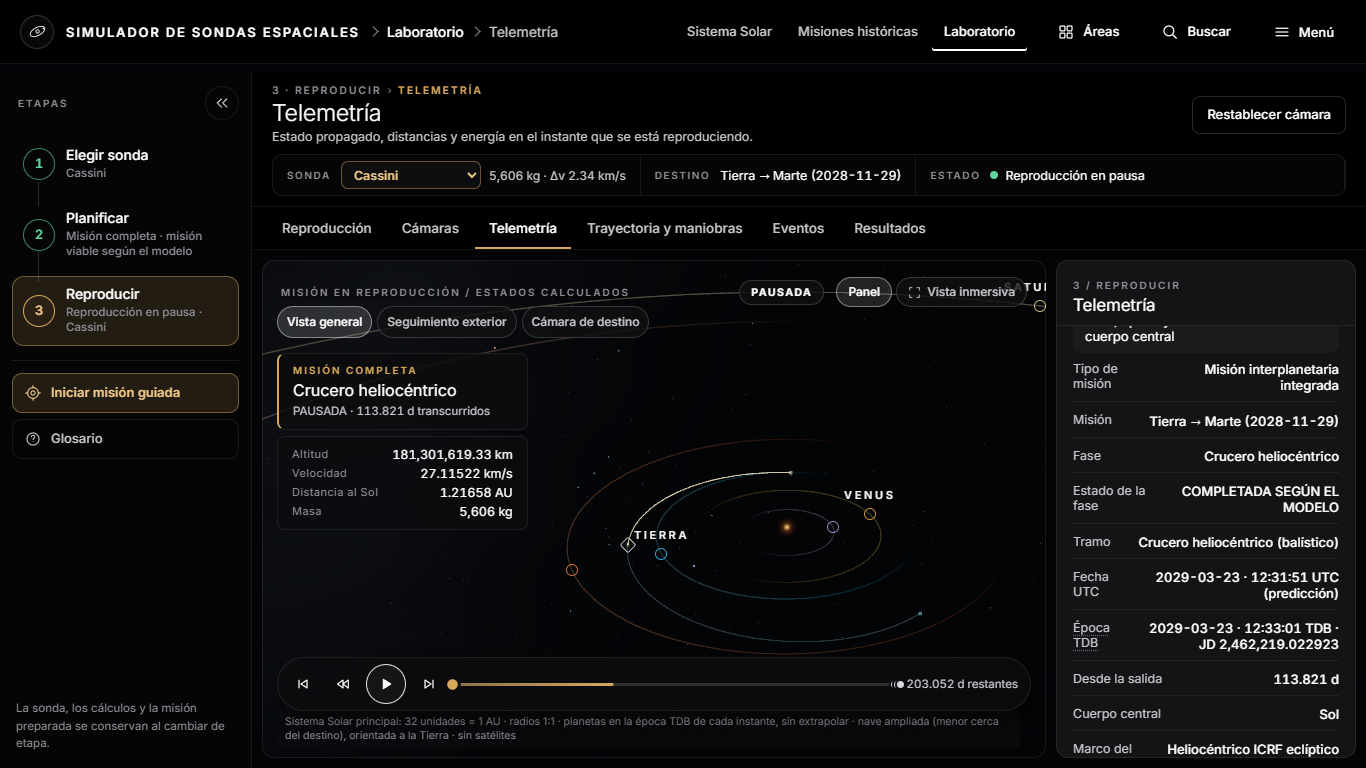 SIMULADOR DE SONDAS ESPACIALES > Laboratorio > Telemetría
Sistema Solar Misiones históricas Laboratorio Áreas Buscar Menú
ETAPAS
1 Elegir sonda
Cassini
2 Planificar
Misión completa · misión
viable según el modelo
3 Reproducir
Reproducción en pausa ·
Cassini
Iniciar misión guiada
Glosario
La sonda, los cálculos y la misión
preparada se conservan al cambiar de
etapa.
3 · REPRODUCIR › TELEMETRÍA
Telemetría
Estado propagado, distancias y energía en el instante que se está reproduciendo.
Restablecer cámara
SONDA Cassini 5,606 kg · Δv 2.34 km/s DESTINO Tierra → Marte (2028-11-29) ESTADO Reproducción en pausa
Reproducción Cámaras Telemetría Trayectoria y maniobras Eventos Resultados
MISIÓN EN REPRODUCCIÓN / ESTADOS CALCULADOS
PAUSADA Panel Vista inmersiva
Vista general Seguimiento exterior Cámara de destino
MISIÓN COMPLETA
Crucero heliocéntrico
PAUSADA · 113.821 d transcurridos
Altitud 181,301,619.33 km
Velocidad 27.11522 km/s
Distancia al Sol 1.21658 AU
Masa 5,606 kg
VENUS
TIERRA
203.052 d restantes
Sistema Solar principal: 32 unidades = 1 AU · radios 1:1 · planetas en la época TDB de cada instante, sin extrapolar · nave ampliada (menor cerca
del destino), orientada a la Tierra · sin satélites
3 / REPRODUCIR
Telemetría
cuerpo central
Tipo de misión Misión interplanetaria integrada
Misión Tierra → Marte (2028-11-29)
Fase Crucero heliocéntrico
Estado de la fase COMPLETADA SEGÚN EL MODELO
Tramo Crucero heliocéntrico (balístico)
Fecha UTC 2029-03-23 · 12:31:51 UTC (predicción)
Época TDB 2029-03-23 · 12:33:01 TDB · JD 2,462,219.022923
Desde la salida 113.821 d
Cuerpo central Sol
Marco del Heliocéntrico ICRF eclíptico